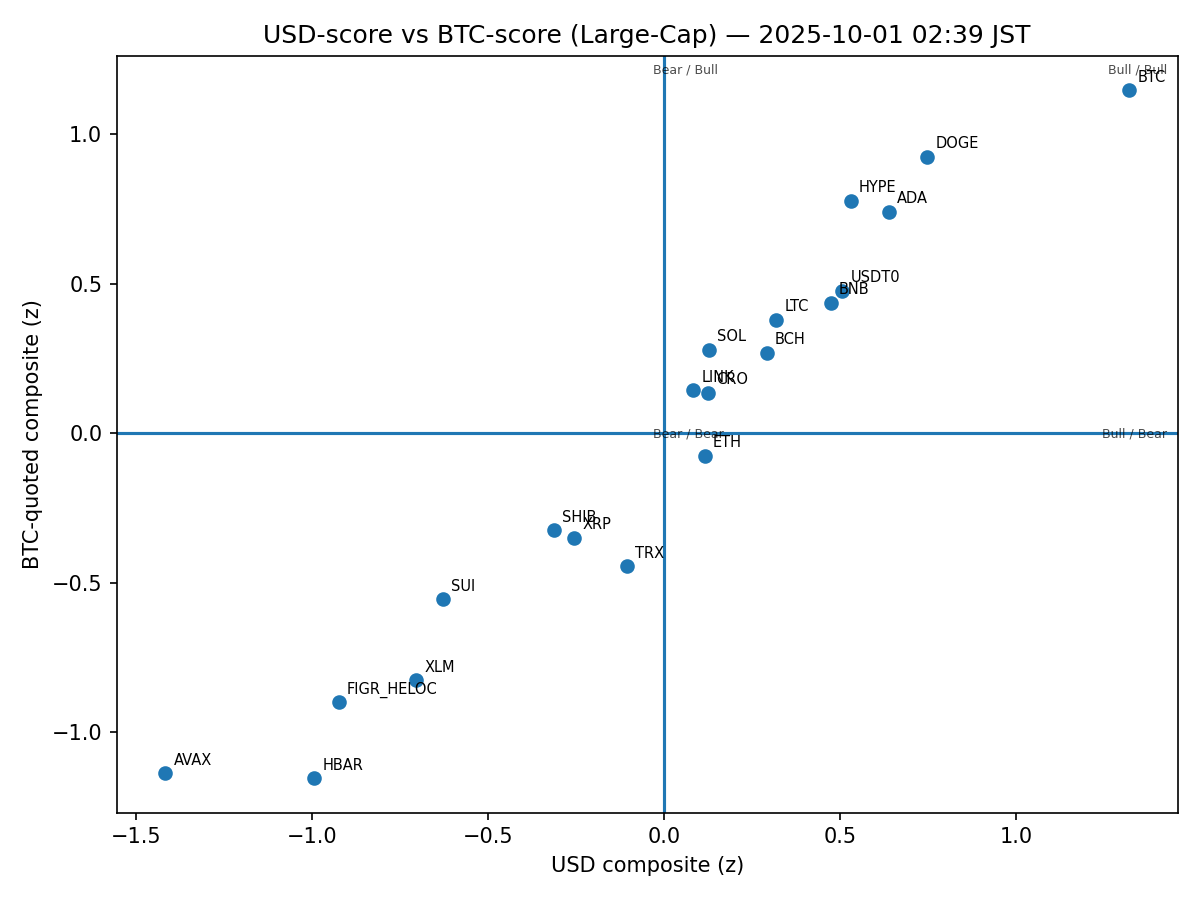 USD-score vs BTC-score (Large-Cap) — 2025-10-01 02:39 JST
Bear / Bull
Bull / Bull
BTC
1.0
DOGE
HYPE
ADA
0.5
USDT0
BNB
LTC
SOL
BCH
LINK
CRO
0.0
Bear / Bear
Bull / Bear
ETH
SHIB
XRP
TRX
−0.5
SUI
XLM
FIGR_HELOC
−1.0
AVAX
HBAR
−1.5
−1.0
−0.5
0.0
0.5
1.0
USD composite (z)
BTC-quoted composite (z)